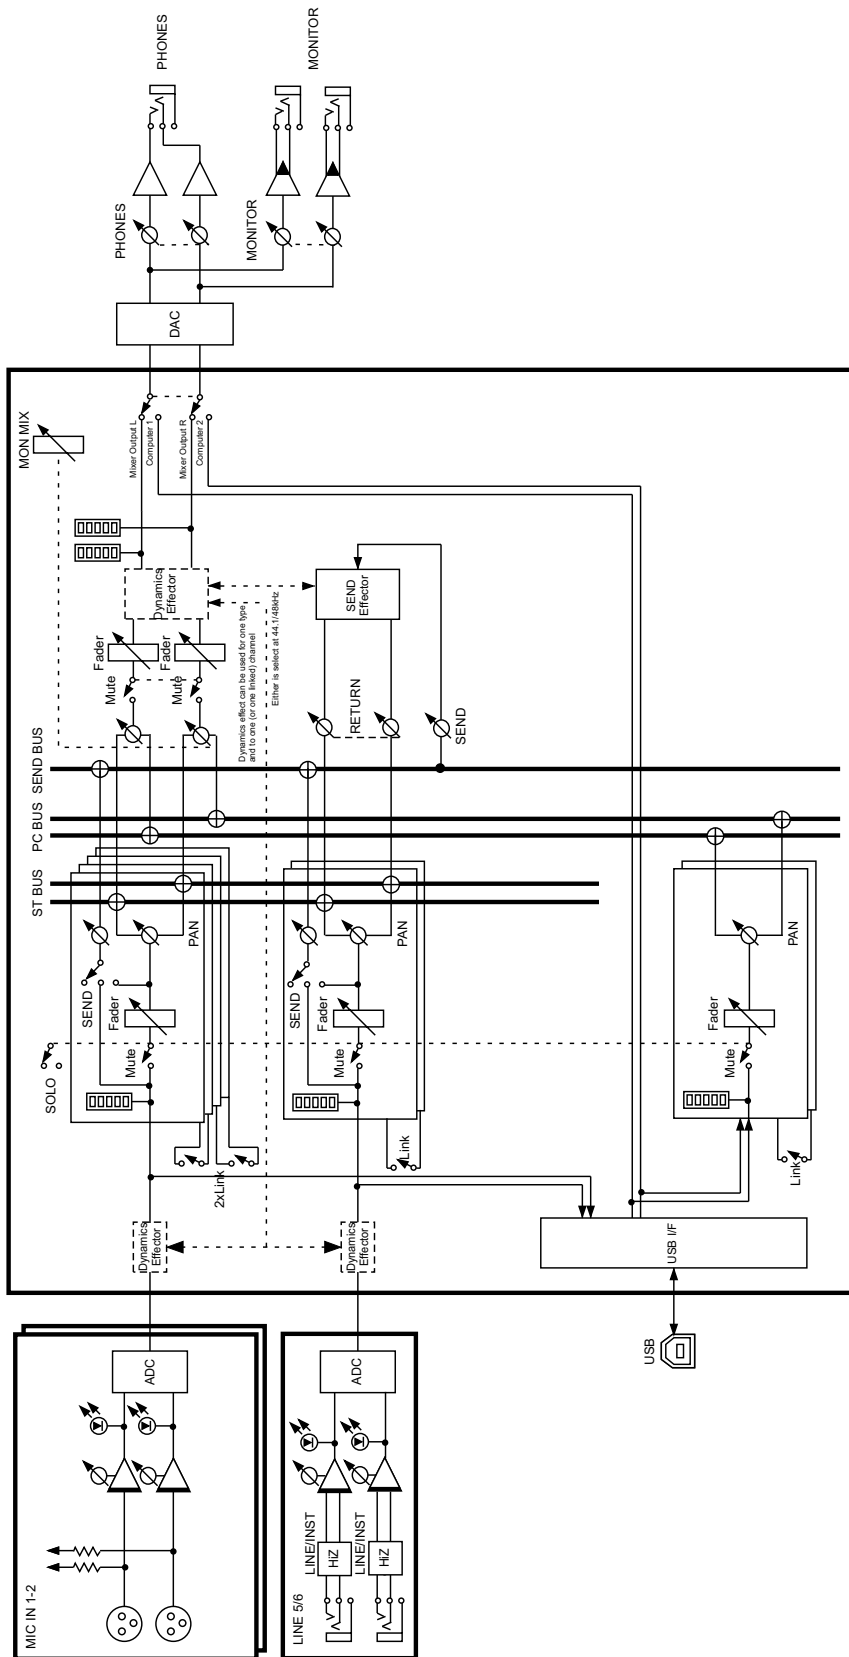 PHONES
MONITOR
PHONES
MONITOR
DAC
MON MIX
Mixer Output L
Computer 1
Mixer Output R
Computer 2
Dynamics
Effector
SEND
Effector
Fader
Fader
Mute
Mute
Dynamics effect can be used for one type
and to one (or one linked) channel
Either is select at 44.1/48kHz
RETURN
SEND
SEND BUS
PC BUS
ST BUS
PAN
PAN
PAN
SEND
SEND
Fader
Fader
Fader
SOLO
Mute
Mute
Mute
2xLink
Link
Link
Dynamics
Effector
Dynamics
Effector
USB I/F
USB
ADC
ADC
LINE/INST
LINE/INST
HiZ
HiZ
MIC IN 1-2
LINE 5/6